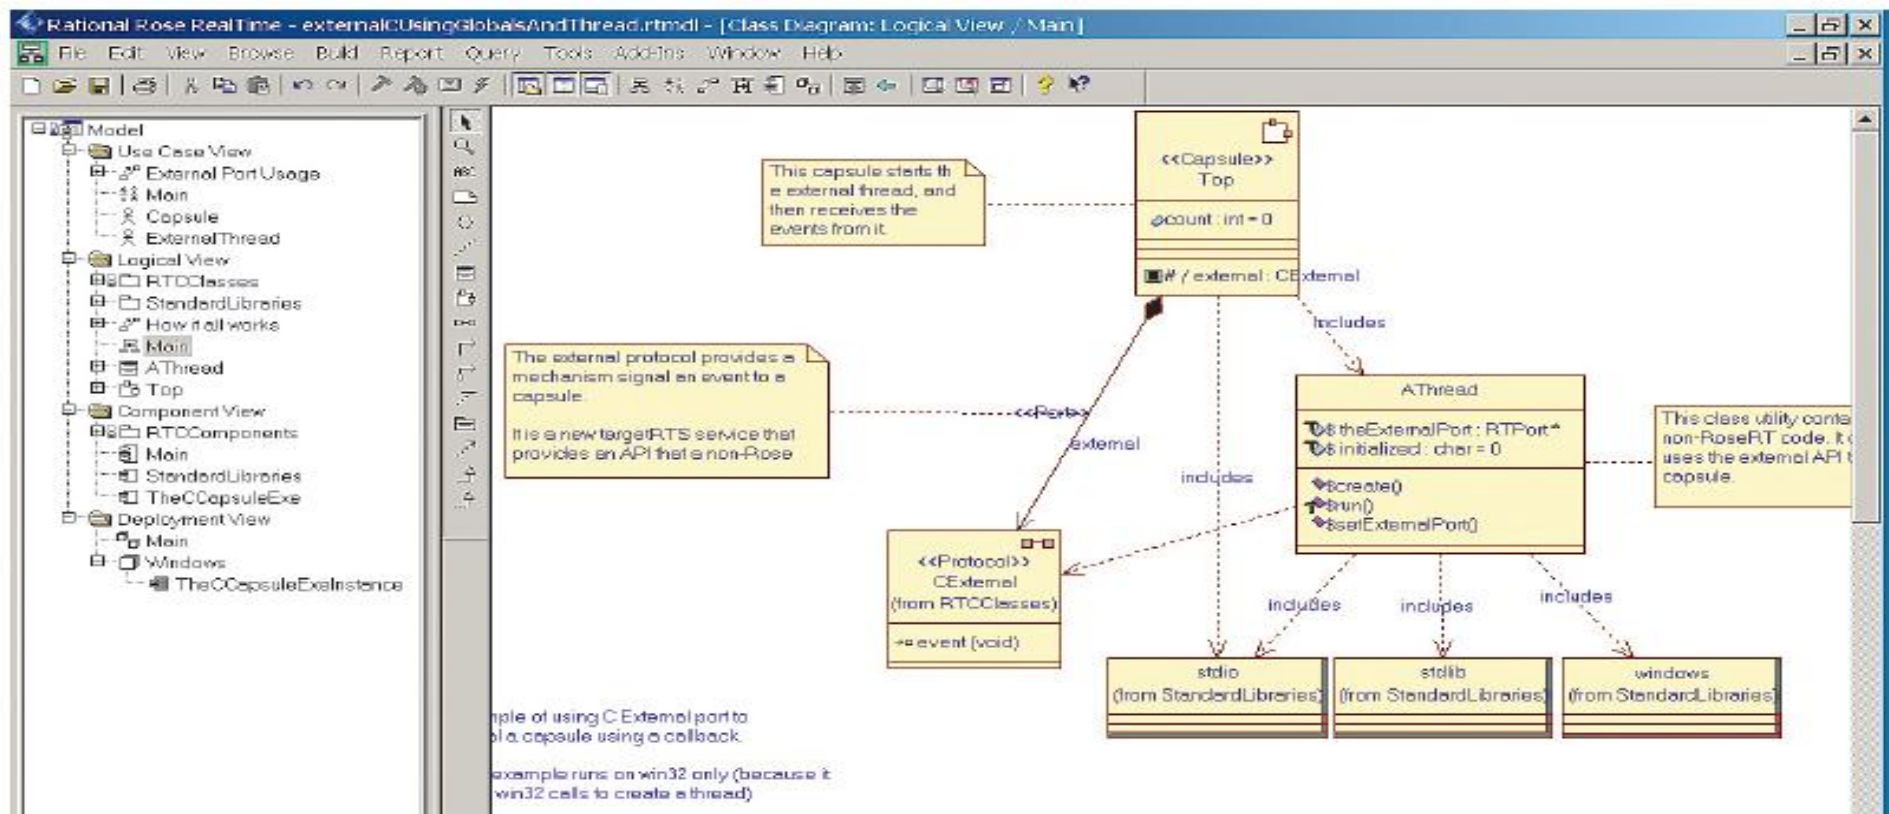 Rational Rose RealTime - externalCUsingGlobalsAndThread.rtmdl - [Class Diagram: Logical View / Main]
File Edit View Browse Build Report Query Tools Add-Ins Window Help
ABC
Model
Use Case View
External Port Usage
Main
Capsule
ExternalThread
Logical View
RTCClasses
StandardLibraries
How it all works
Main
AThread
Top
Component View
RTCComponents
Main
StandardLibraries
TheCCapsuleExe
Deployment View
Main
Windows
TheCCapsuleExeInstance
This capsule starts th
e external thread, and
then receives the
events from it.
<<Capsule>>
Top
count : int = 0
# / external : CExternal
Includes
The external protocol provides a
mechanism signal an event to a
capsule.
It is a new targetRTS service that
provides an API that a non-Rose
<<Port>>
external
includes
AThread
$ theExternalPort : RTPort*
$ initialized : char = 0
$create()
$run()
$setExternalPort()
This class utility conta
non-RoseRT code. It
uses the external API
capsule.
<<Protocol>>
CExternal
(from RTCClasses)
event (void)
includes
includes
includes
stdio
(from StandardLibraries)
stdlib
(from StandardLibraries)
windows
(from StandardLibraries)
mple of using C External port to
al a capsule using a callback.
example runs on win32 only (because it
win32 calls to create a thread)